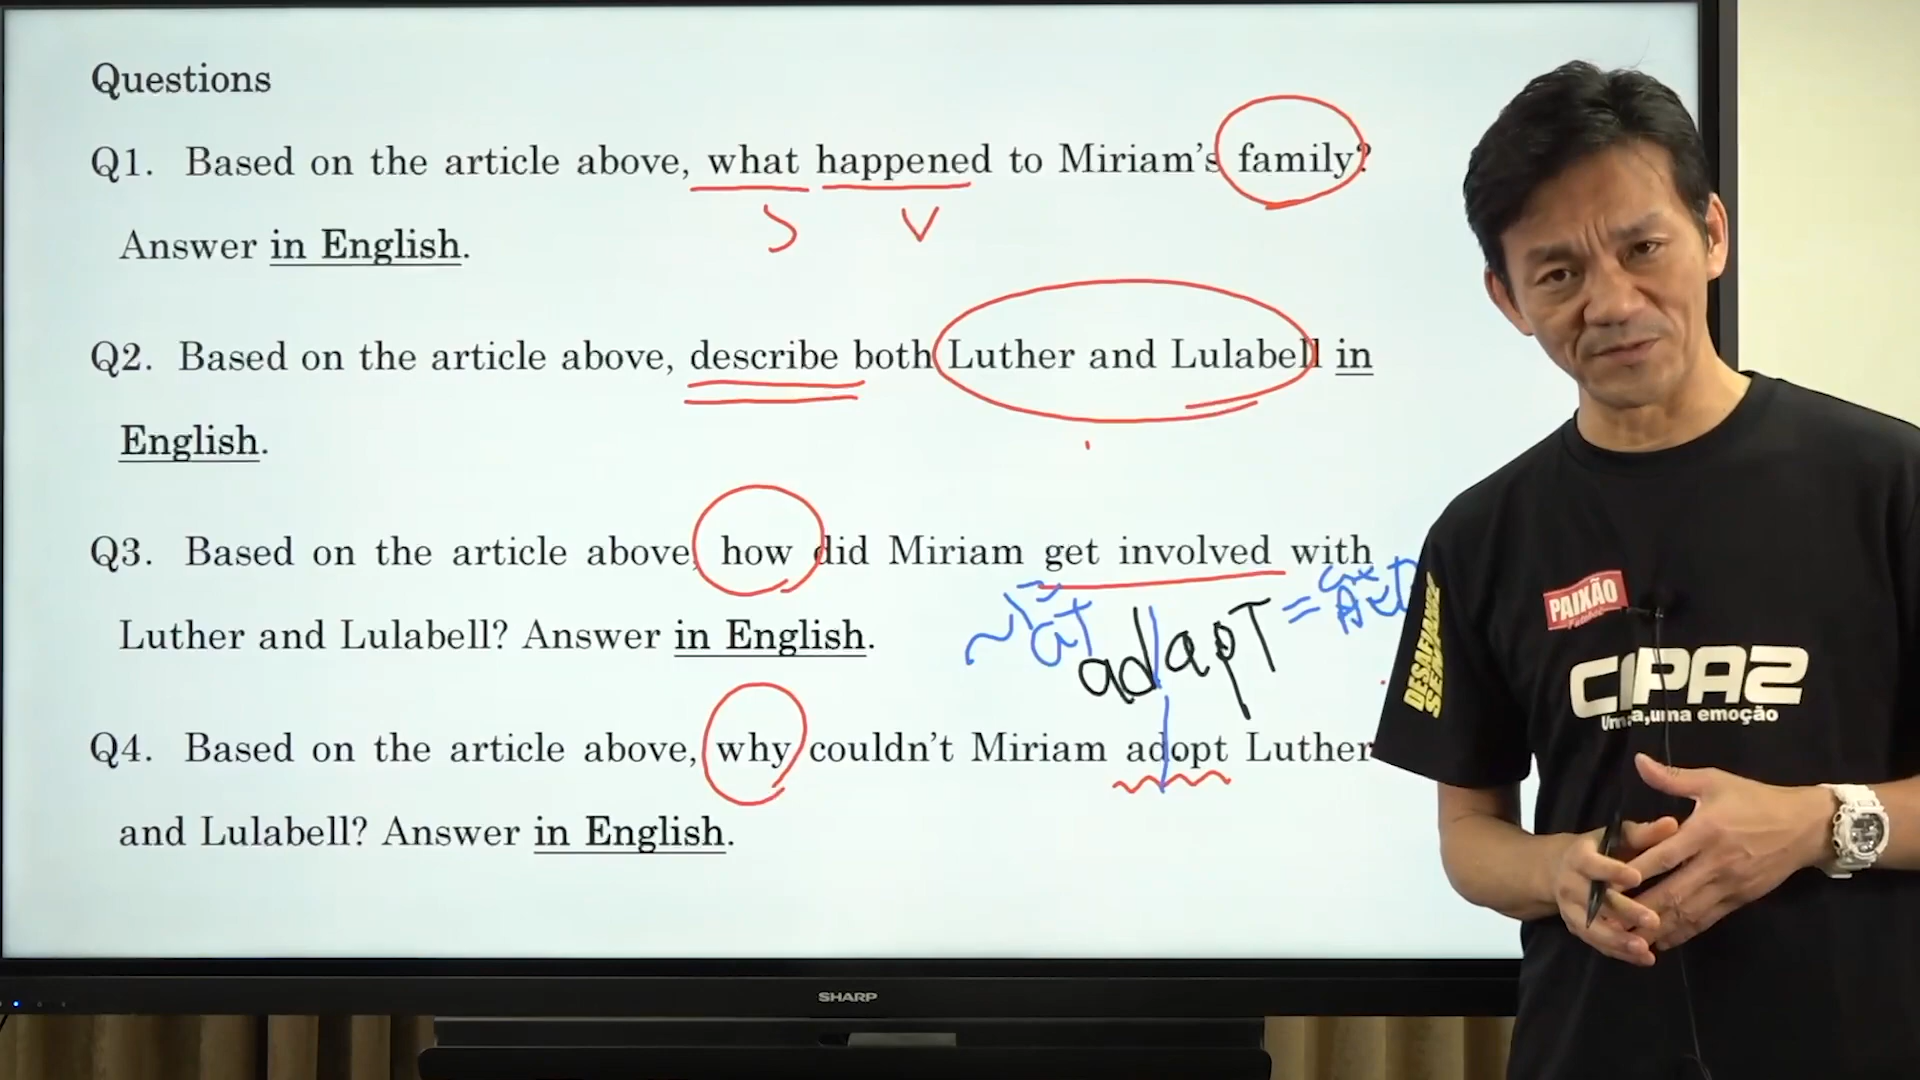 Questions
Q1. Based on the article above, what happened to Miriam's family?
S V
Answer in English.
Q2. Based on the article above, describe both Luther and Lulabell in
English.
Q3. Based on the article above, how did Miriam get involved with
Luther and Lulabell? Answer in English.
adapT =
Q4. Based on the article above, why couldn't Miriam adopt Luther
and Lulabell? Answer in English.
SHARP
PAIXÃO
uma emoção